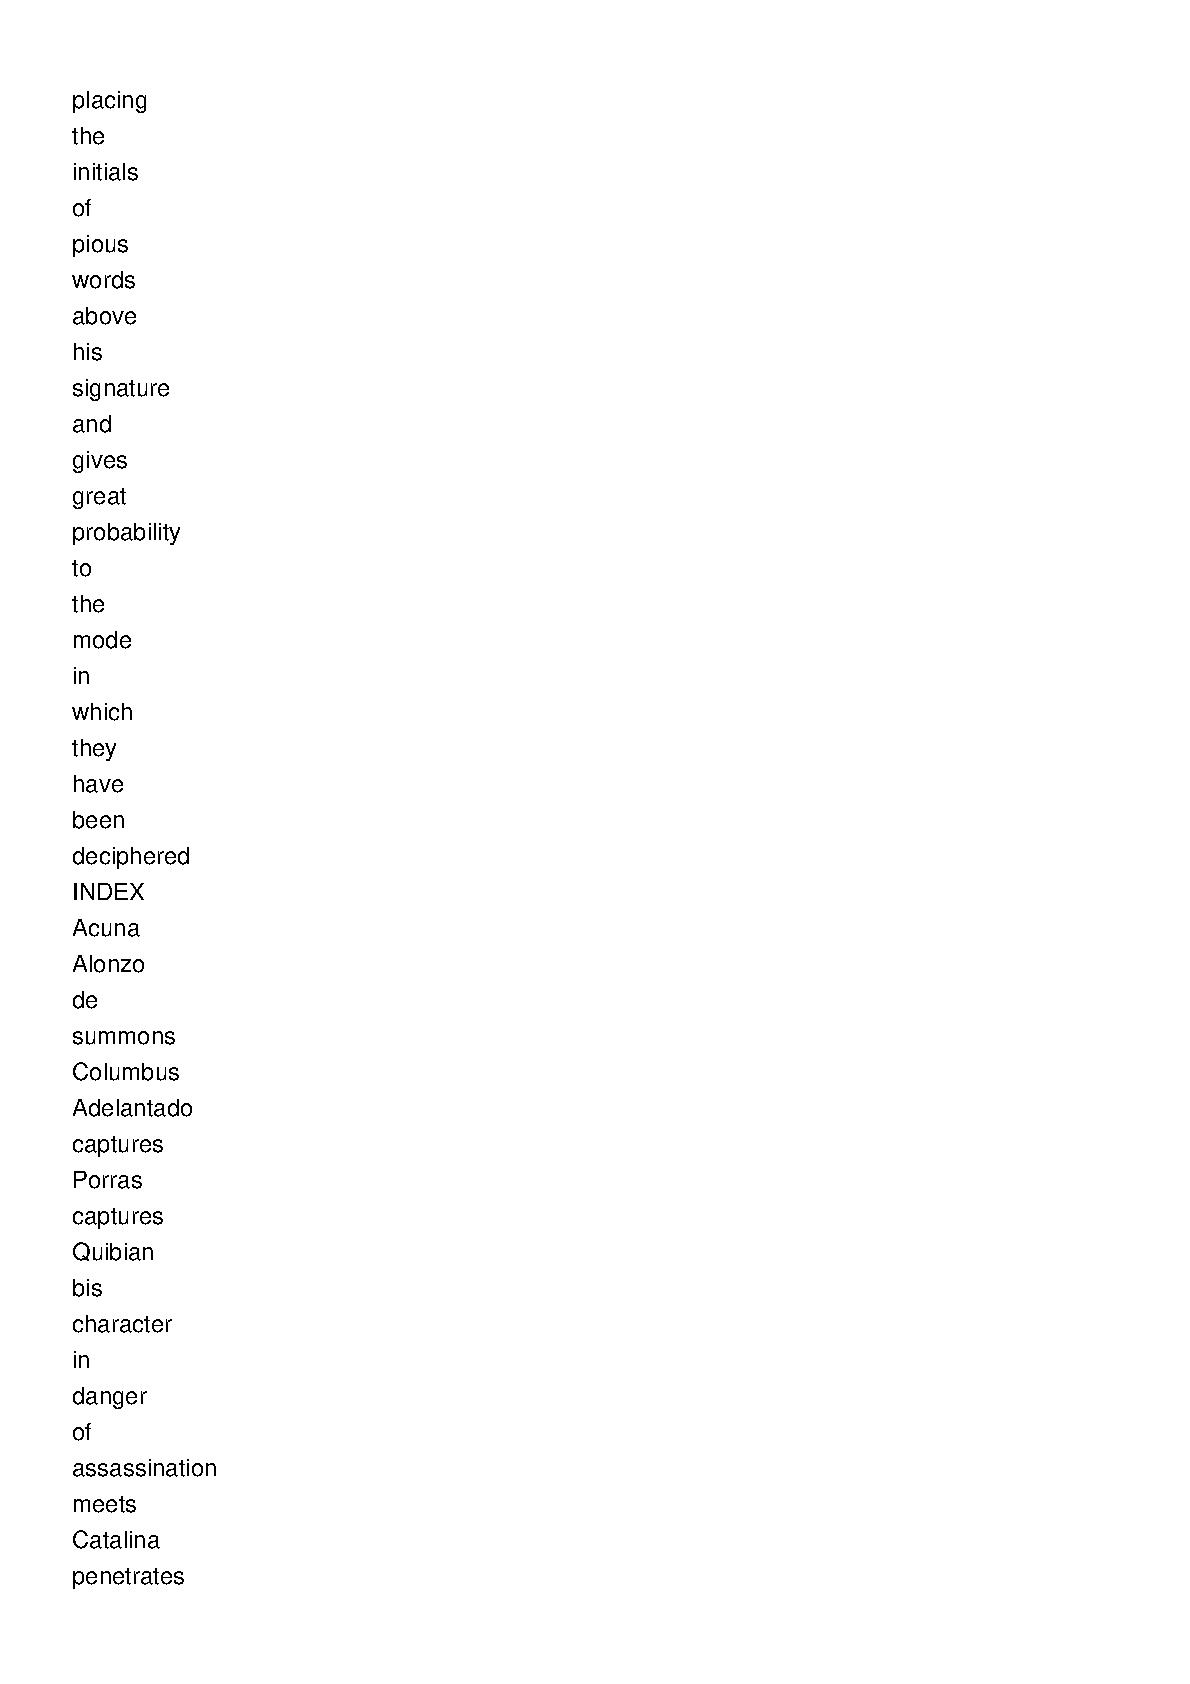 placing
the
initials
of
pious
words
above
his
signature
and
gives
great
probability
to
the
mode
in
which
they
have
been
deciphered
INDEX
Acuna
Alonzo
de
summons
Columbus
Adelantado
captures
Porras
captures
Quibian
bis
character
in
danger
of
assassination
meets
Catalina
penetrates